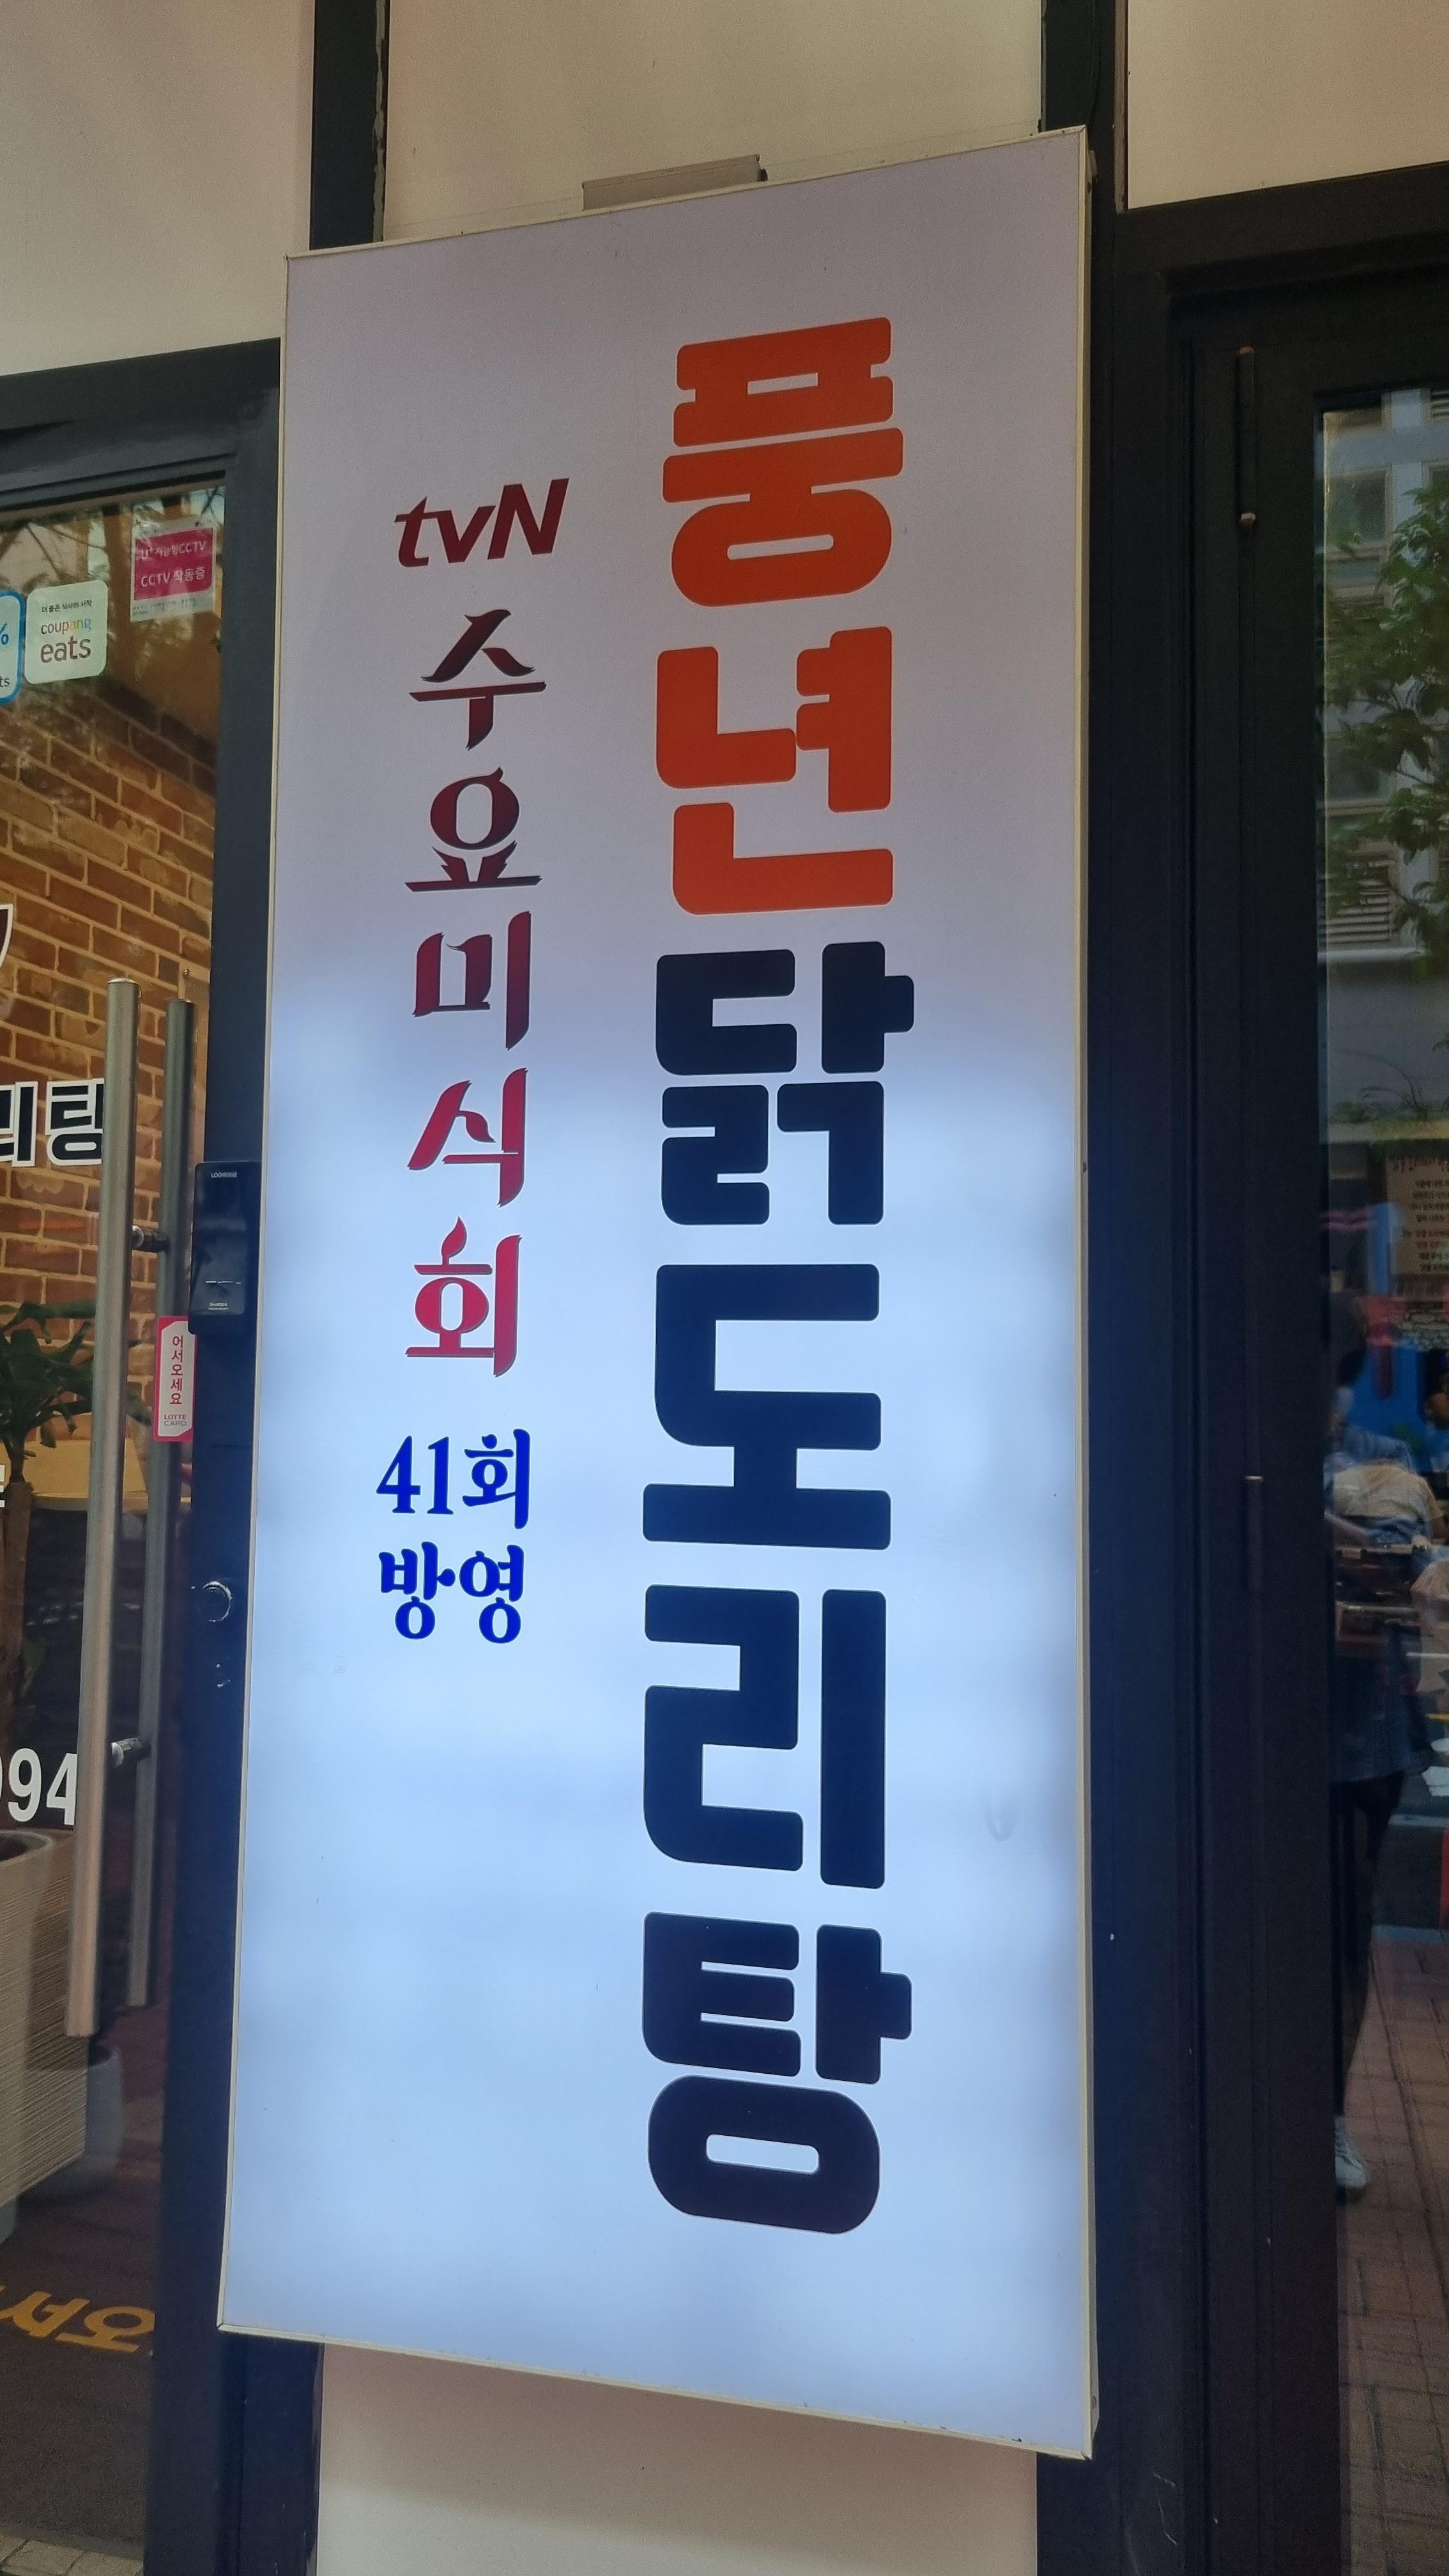 풍년닭도리탕
tvN
수요미식회
41회
방영
CCTV 작동중
coupang
eats
리탕
어서오세요
LOTTE
CARD
94